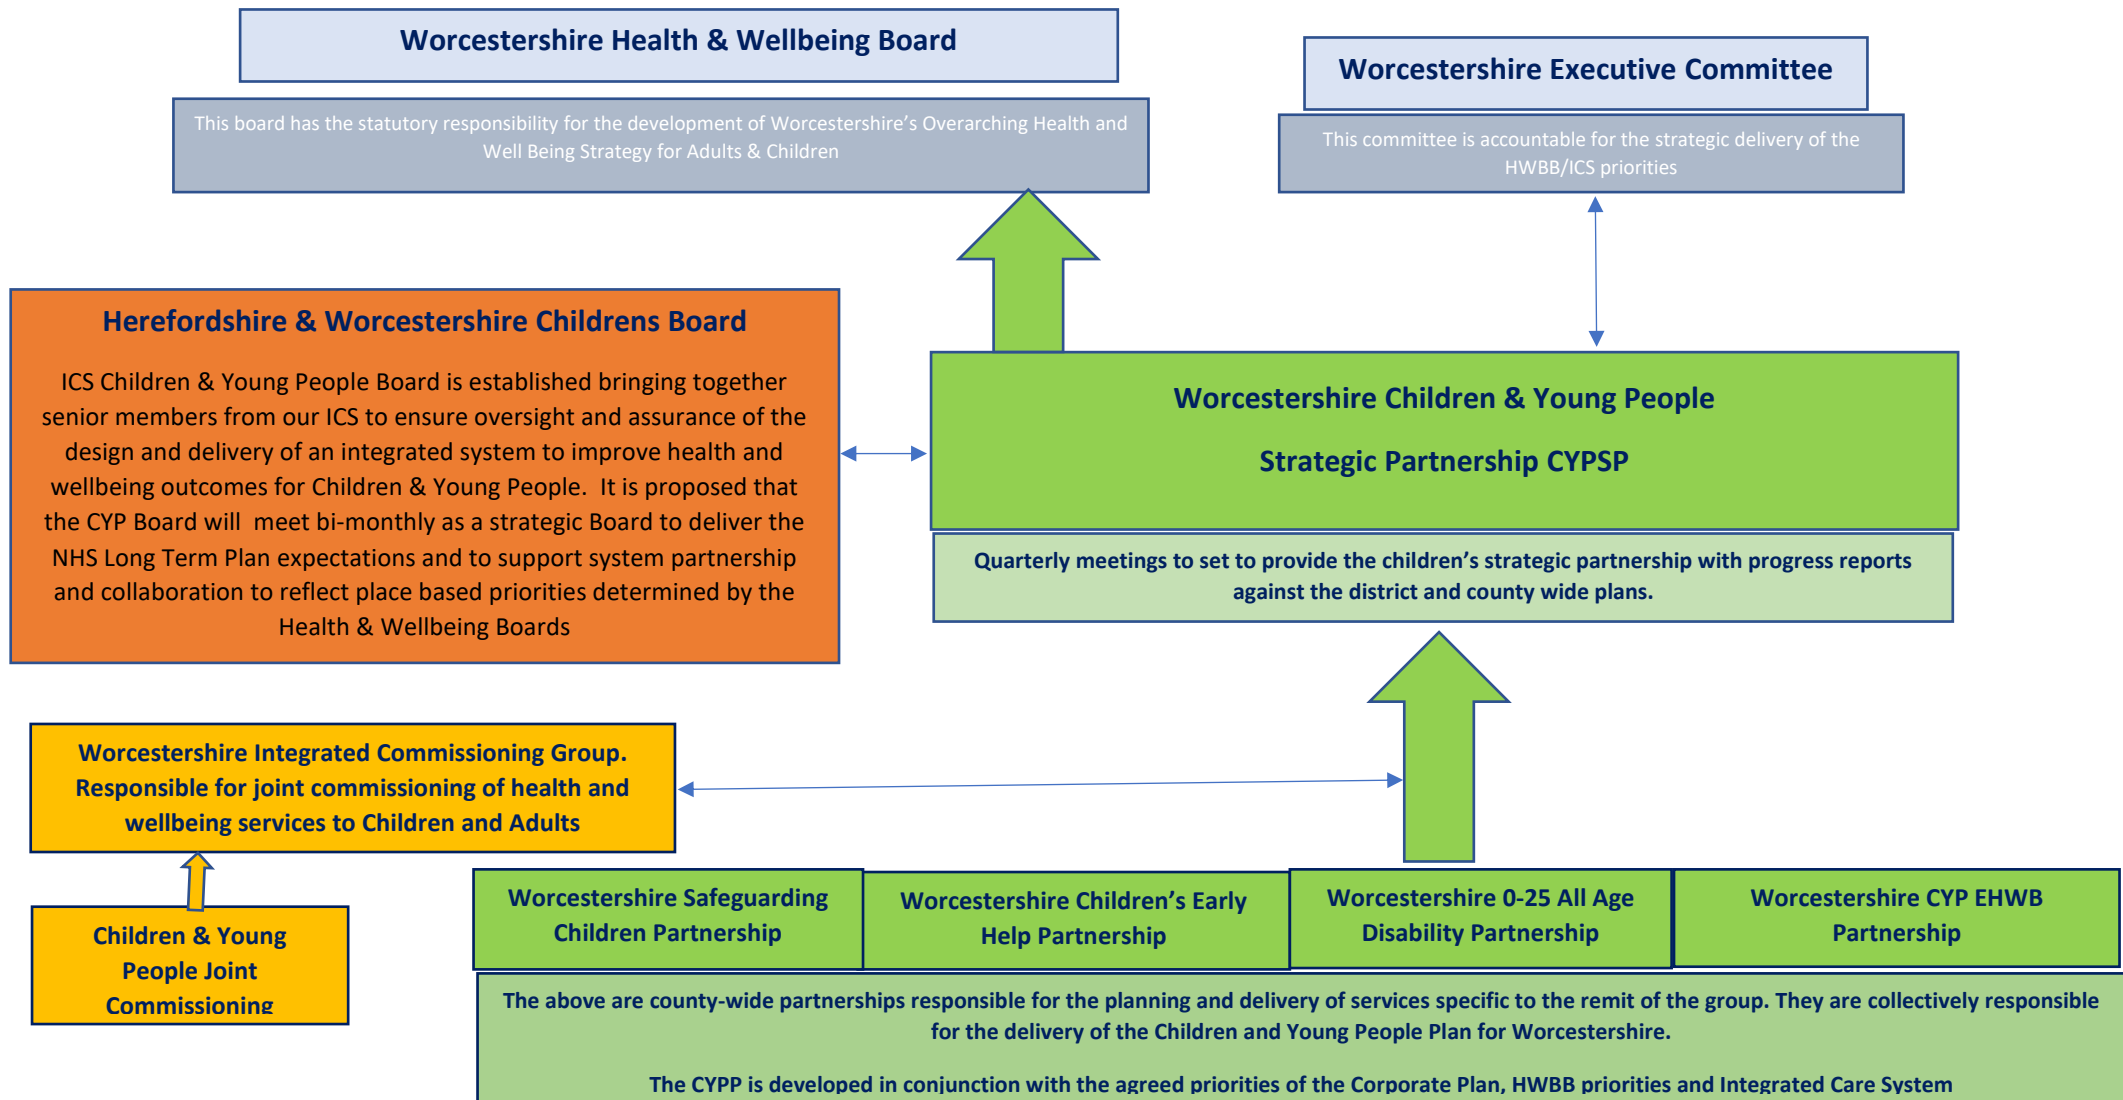 Worcestershire Health & Wellbeing Board
This board has the statutory responsibility for the development of Worcestershire's Overarching Health and
Well Being Strategy for Adults & Children
Worcestershire Executive Committee
This committee is accountable for the strategic delivery of the
HWBB/ICS priorities
Herefordshire & Worcestershire Childrens Board
ICS Children & Young People Board is established bringing together
senior members from our ICS to ensure oversight and assurance of the
design and delivery of an integrated system to improve health and
wellbeing outcomes for Children & Young People. It is proposed that
the CYP Board will meet bi-monthly as a strategic Board to deliver the
NHS Long Term Plan expectations and to support system partnership
and collaboration to reflect place based priorities determined by the
Health & Wellbeing Boards
Worcestershire Children & Young People
Strategic Partnership CYPSP
Quarterly meetings to set to provide the children's strategic partnership with progress reports
against the district and county wide plans.
Worcestershire Integrated Commissioning Group.
Responsible for joint commissioning of health and
wellbeing services to Children and Adults
Children & Young
People Joint
Commissioning
Worcestershire Safeguarding
Children Partnership
Worcestershire Children's Early
Help Partnership
Worcestershire 0-25 All Age
Disability Partnership
Worcestershire CYP EHWB
Partnership
The above are county-wide partnerships responsible for the planning and delivery of services specific to the remit of the group. They are collectively responsible
for the delivery of the Children and Young People Plan for Worcestershire.
The CYPP is developed in conjunction with the agreed priorities of the Corporate Plan, HWBB priorities and Integrated Care System